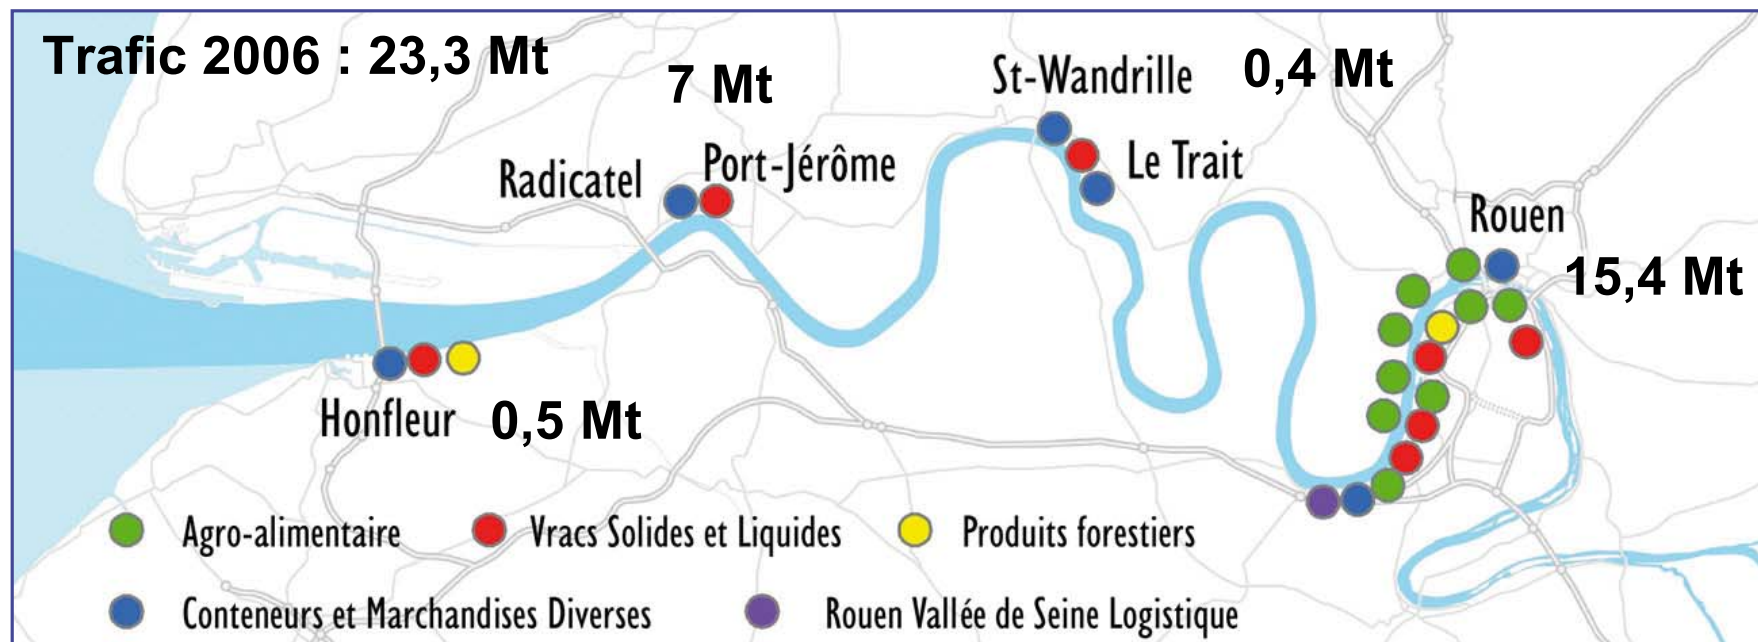 Trafic 2006 : 23,3 Mt
7 Mt
St-Wandrille
0,4 Mt
Radicatel
Port-Jérôme
Le Trait
Rouen
15,4 Mt
Honfleur
0,5 Mt
Agro-alimentaire
Vracs Solides et Liquides
Produits forestiers
Conteneurs et Marchandises Diverses
Rouen Vallée de Seine Logistique